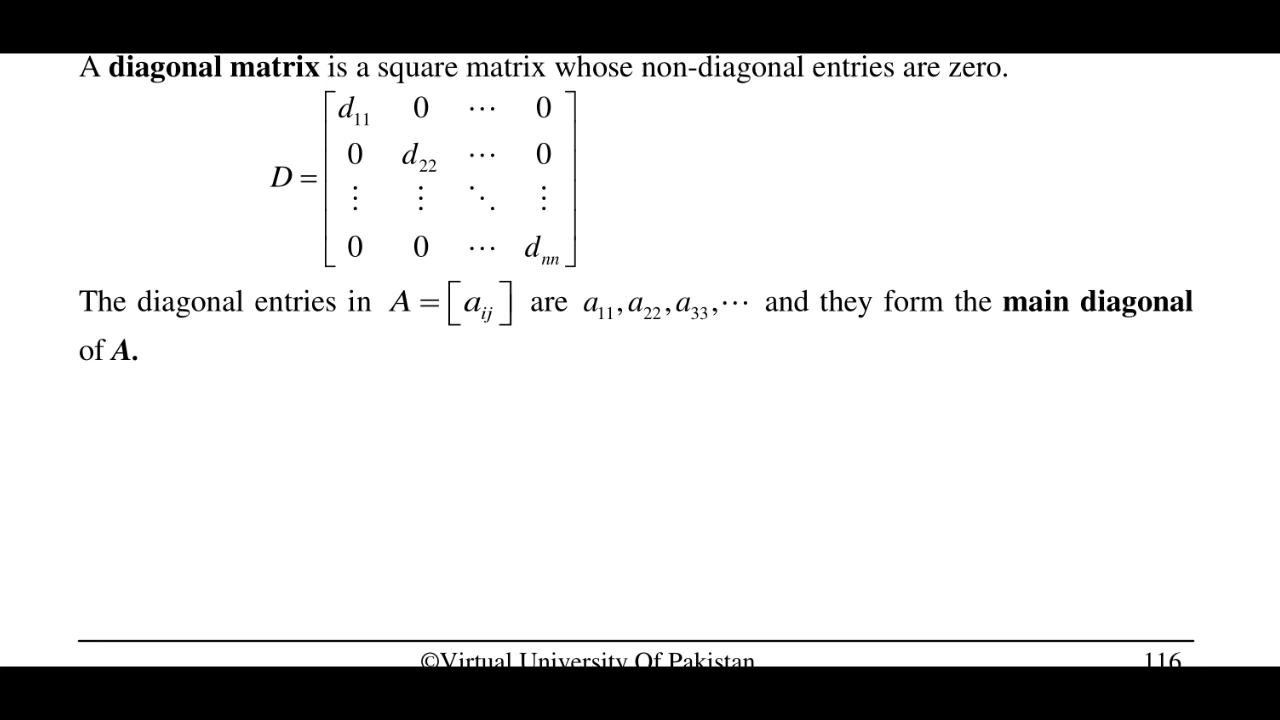 A diagonal matrix is a square matrix whose non-diagonal entries are zero.
d₁₁ 0 ⋯ 0
0 d₂₂ ⋯ 0
D =
⋮ ⋮ ⋱ ⋮
0 0 ⋯ dₙₙ
The diagonal entries in A = [aᵢⱼ] are a₁₁, a₂₂, a₃₃, ⋯ and they form the main diagonal
of A.
©Virtual University Of Pakistan 116